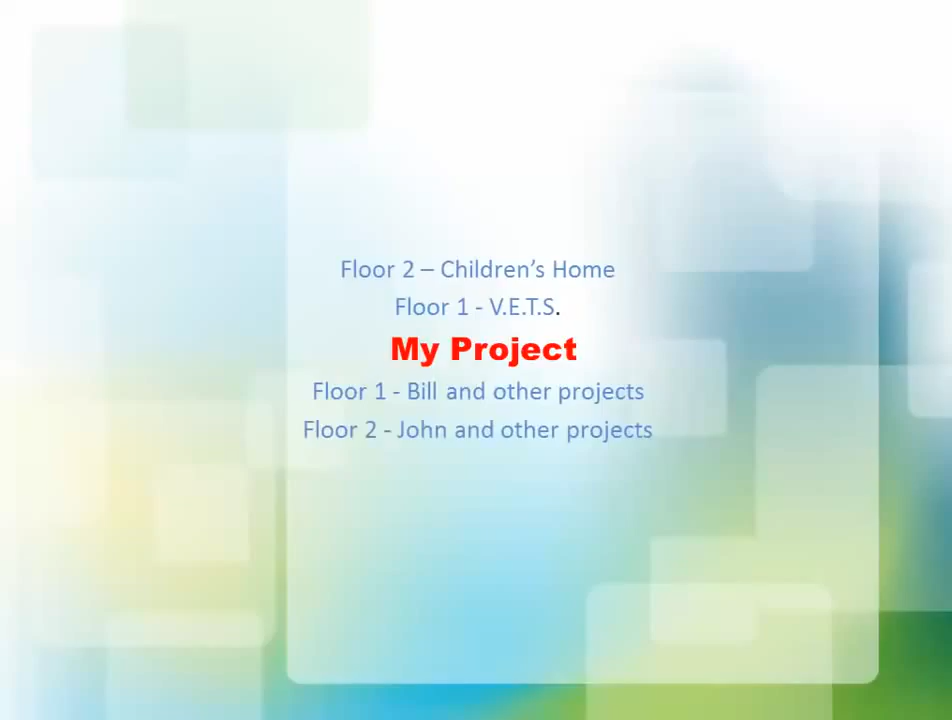 Floor 2 – Children’s Home
Floor 1 - V.E.T.S.
My Project
Floor 1 - Bill and other projects
Floor 2 - John and other projects